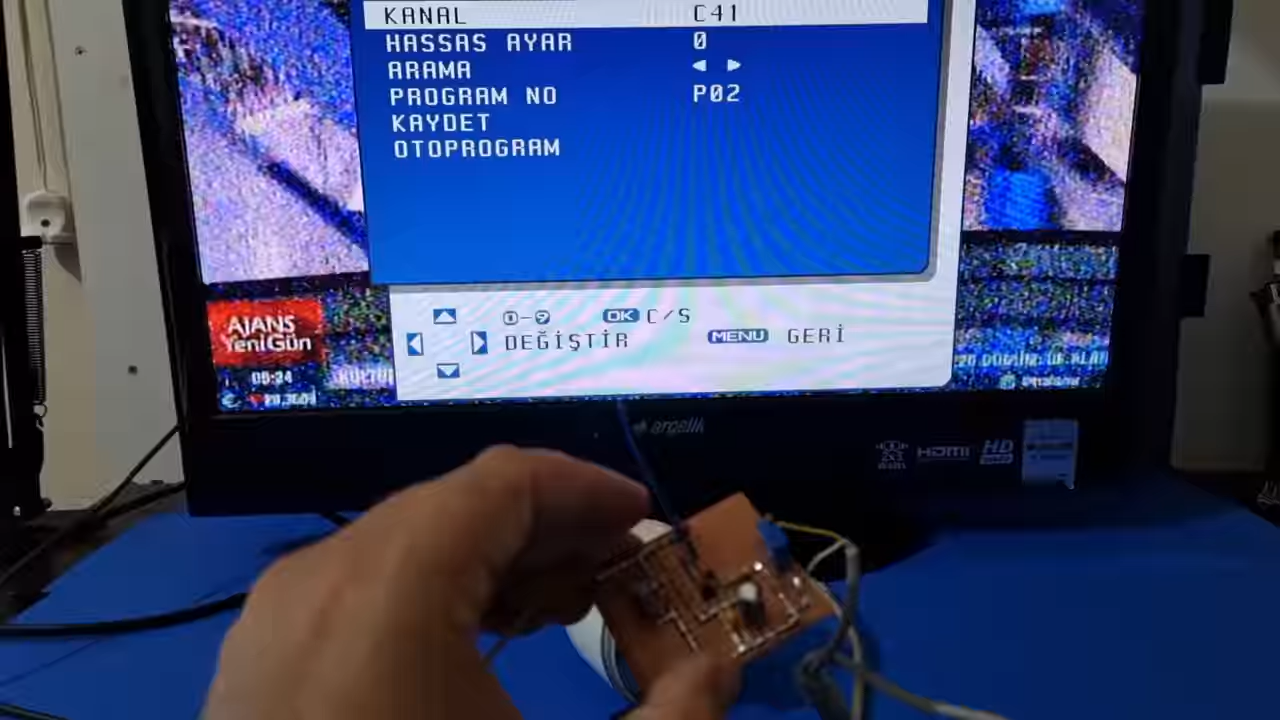 KANAL C41
HASSAS AYAR 0
ARAMA
PROGRAM NO P02
KAYDET
OTOPROGRAM
0-9 OK C/S
DEĞİŞTİR MENU GERİ
AJANS
YeniGün
arçelik
HDMI
HD